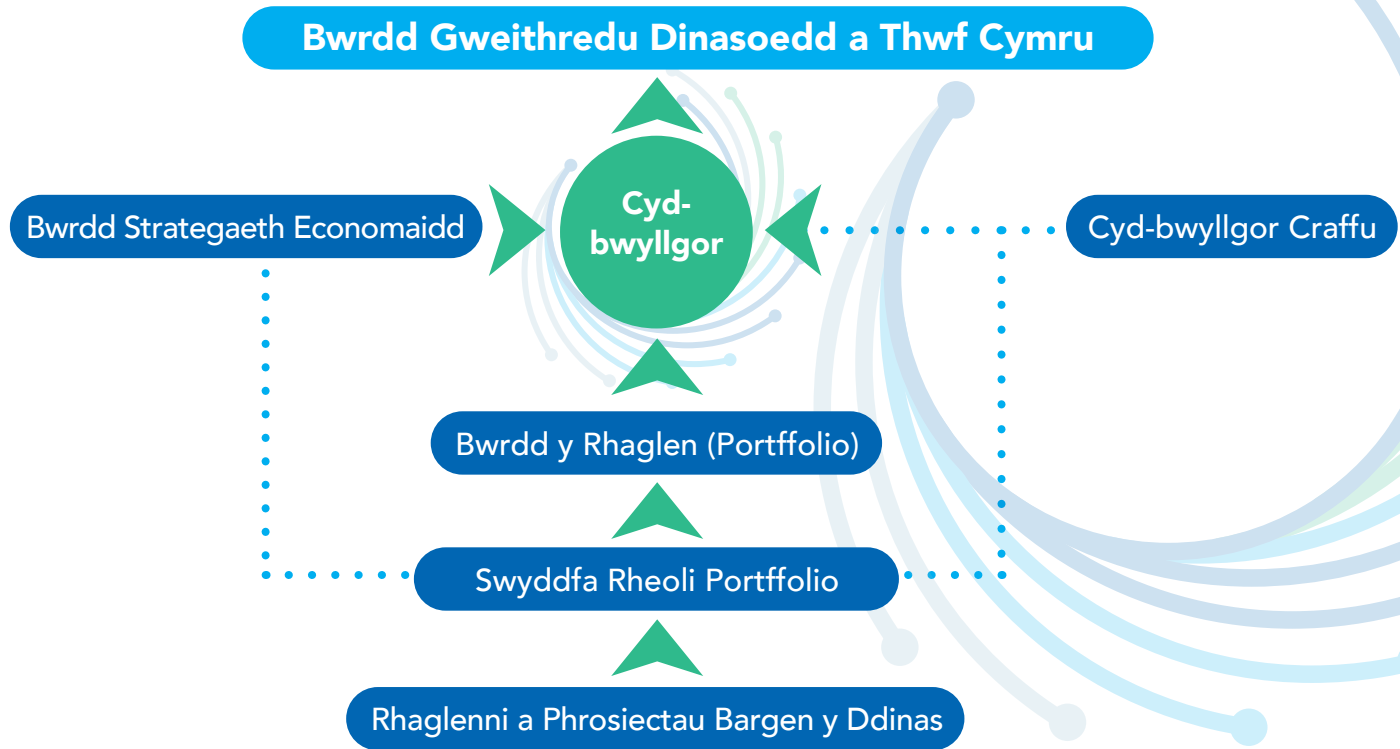 Bwrdd Gweithredu Dinasoedd a Thwf Cymru
Bwrdd Strategaeth Economaidd
Cyd-
bwyllgor
Cyd-bwyllgor Craffu
Bwrdd y Rhaglen (Portffolio)
Swyddfa Rheoli Portffolio
Rhaglenni a Phrosiectau Bargen y Ddinas